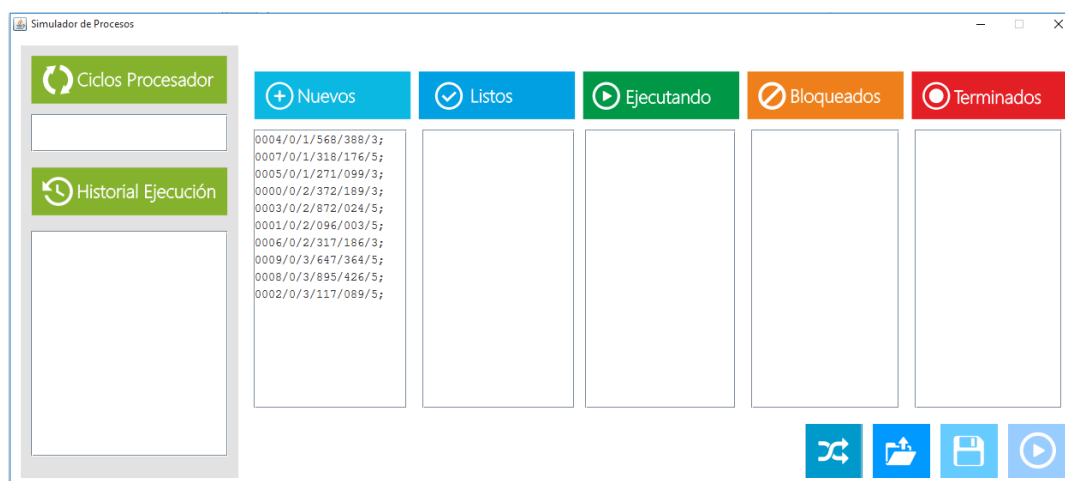 Simulador de Procesos
Ciclos Procesador
Historial Ejecución
Nuevos
0004/0/1/568/388/3;
0007/0/1/318/176/5;
0005/0/1/271/099/3;
0000/0/2/372/189/3;
0003/0/2/872/024/5;
0001/0/2/096/003/5;
0006/0/2/317/186/3;
0009/0/3/647/364/5;
0008/0/3/895/426/5;
0002/0/3/117/089/5;
Listos
Ejecutando
Bloqueados
Terminados